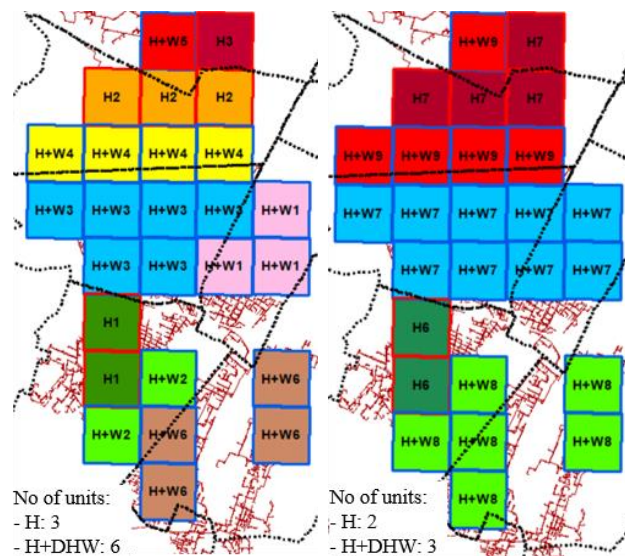 H+W5 H3
H2 H2 H2
H+W4 H+W4 H+W4 H+W4
H+W3 H+W3 H+W3 H+W3 H+W1
H+W3 H+W3 H+W1 H+W1
H1
H1 H+W2 H+W6
H+W2 H+W6 H+W6
H+W6
No of units:
- H: 3
- H+DHW: 6
H+W9 H7
H7 H7 H7
H+W9 H+W9 H+W9 H+W9
H+W7 H+W7 H+W7 H+W7 H+W7
H+W7 H+W7 H+W7 H+W7
H6
H6 H+W8 H+W8
H+W8 H+W8 H+W8
H+W8
No of units:
- H: 2
- H+DHW: 3